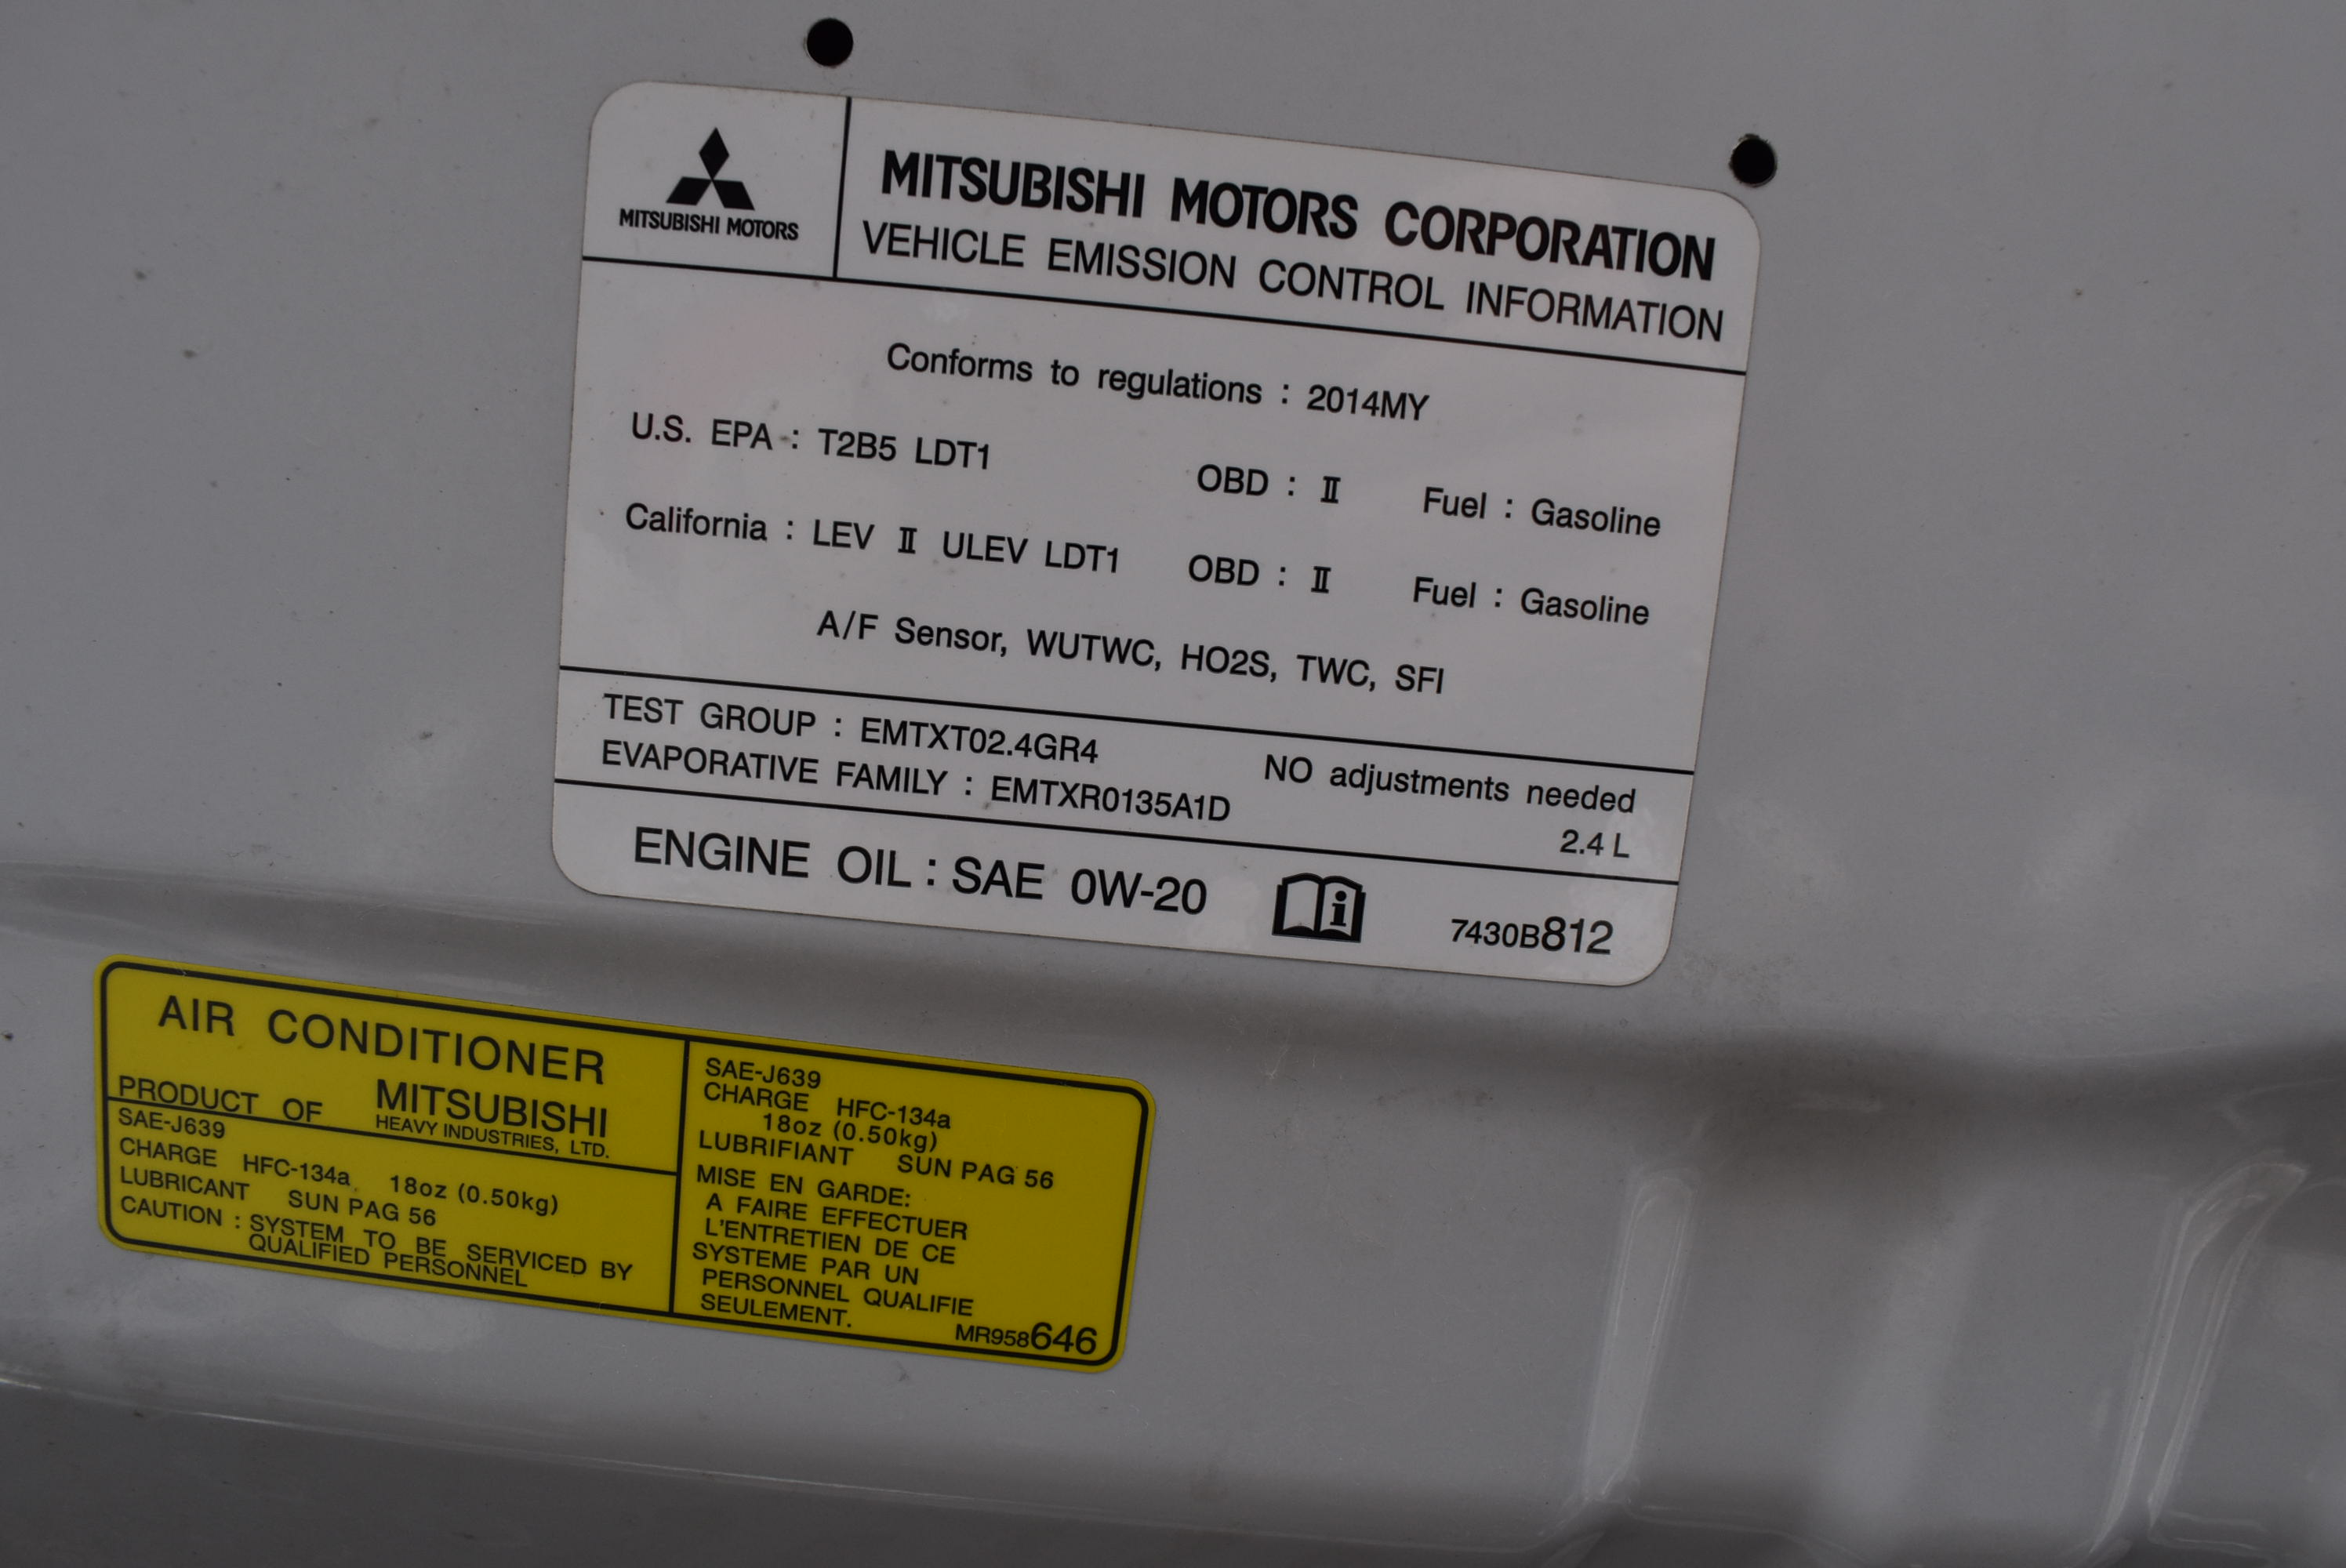 MITSUBISHI MOTORS
MITSUBISHI MOTORS CORPORATION
VEHICLE EMISSION CONTROL INFORMATION
Conforms to regulations : 2014MY
U.S. EPA : T2B5 LDT1 OBD : Ⅱ Fuel : Gasoline
California : LEV Ⅱ ULEV LDT1 OBD : Ⅱ Fuel : Gasoline
A/F Sensor, WUTWC, HO2S, TWC, SFI
TEST GROUP : EMTXT02.4GR4 NO adjustments needed
EVAPORATIVE FAMILY : EMTXR0135A1D 2.4 L
ENGINE OIL : SAE 0W-20 i 7430B812
AIR CONDITIONER
PRODUCT OF MITSUBISHI
HEAVY INDUSTRIES, LTD.
SAE-J639
CHARGE HFC-134a 18oz (0.50kg)
LUBRICANT SUN PAG 56
CAUTION : SYSTEM TO BE SERVICED BY
QUALIFIED PERSONNEL
SAE-J639
CHARGE HFC-134a
18oz (0.50kg)
LUBRIFIANT SUN PAG 56
MISE EN GARDE:
A FAIRE EFFECTUER
L'ENTRETIEN DE CE
SYSTEME PAR UN
PERSONNEL QUALIFIE
SEULEMENT.
MR958646